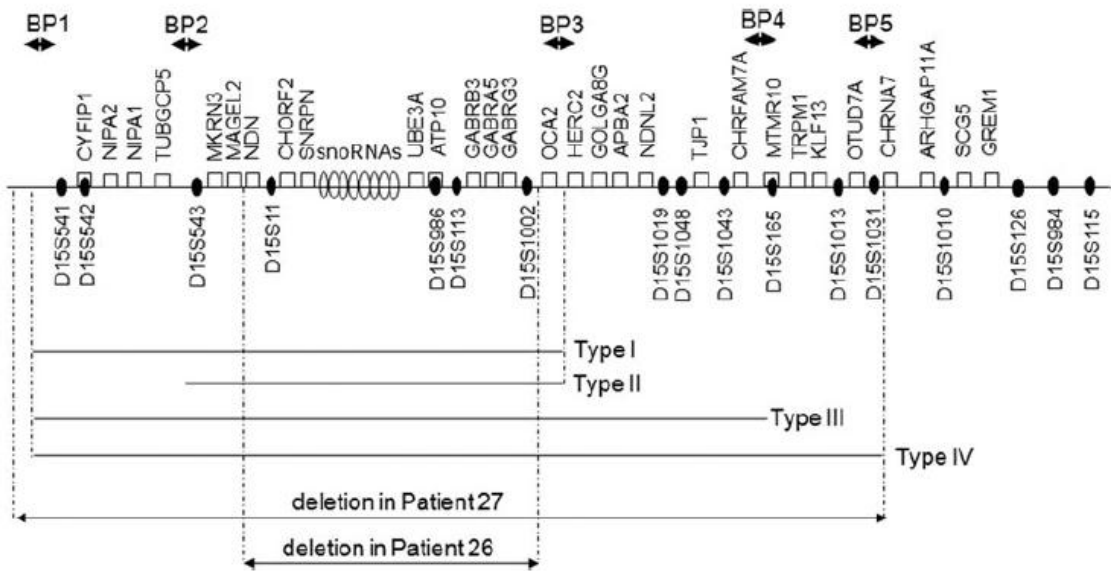 BP1 BP2 BP3 BP4 BP5
CYFIP1
NIPA2
NIPA1
TUBGCP5
MKRN3
MAGEL2
NDN
CHORF2
SNRPN
snoRNAs
UBE3A
ATP10
GABRB3
GABRA5
GABRG3
OCA2
HERC2
GOLGA8G
APBA2
NDNL2
TJP1
CHRFAM7A
MTMR10
TRPM1
KLF13
OTUD7A
CHRNA7
ARHGAP11A
SCG5
GREM1
D15S541
D15S542
D15S543
D15S11
D15S986
D15S113
D15S1002
D15S1019
D15S1048
D15S1043
D15S165
D15S1013
D15S1031
D15S1010
D15S126
D15S984
D15S115
Type I
Type II
Type III
Type IV
deletion in Patient 27
deletion in Patient 26